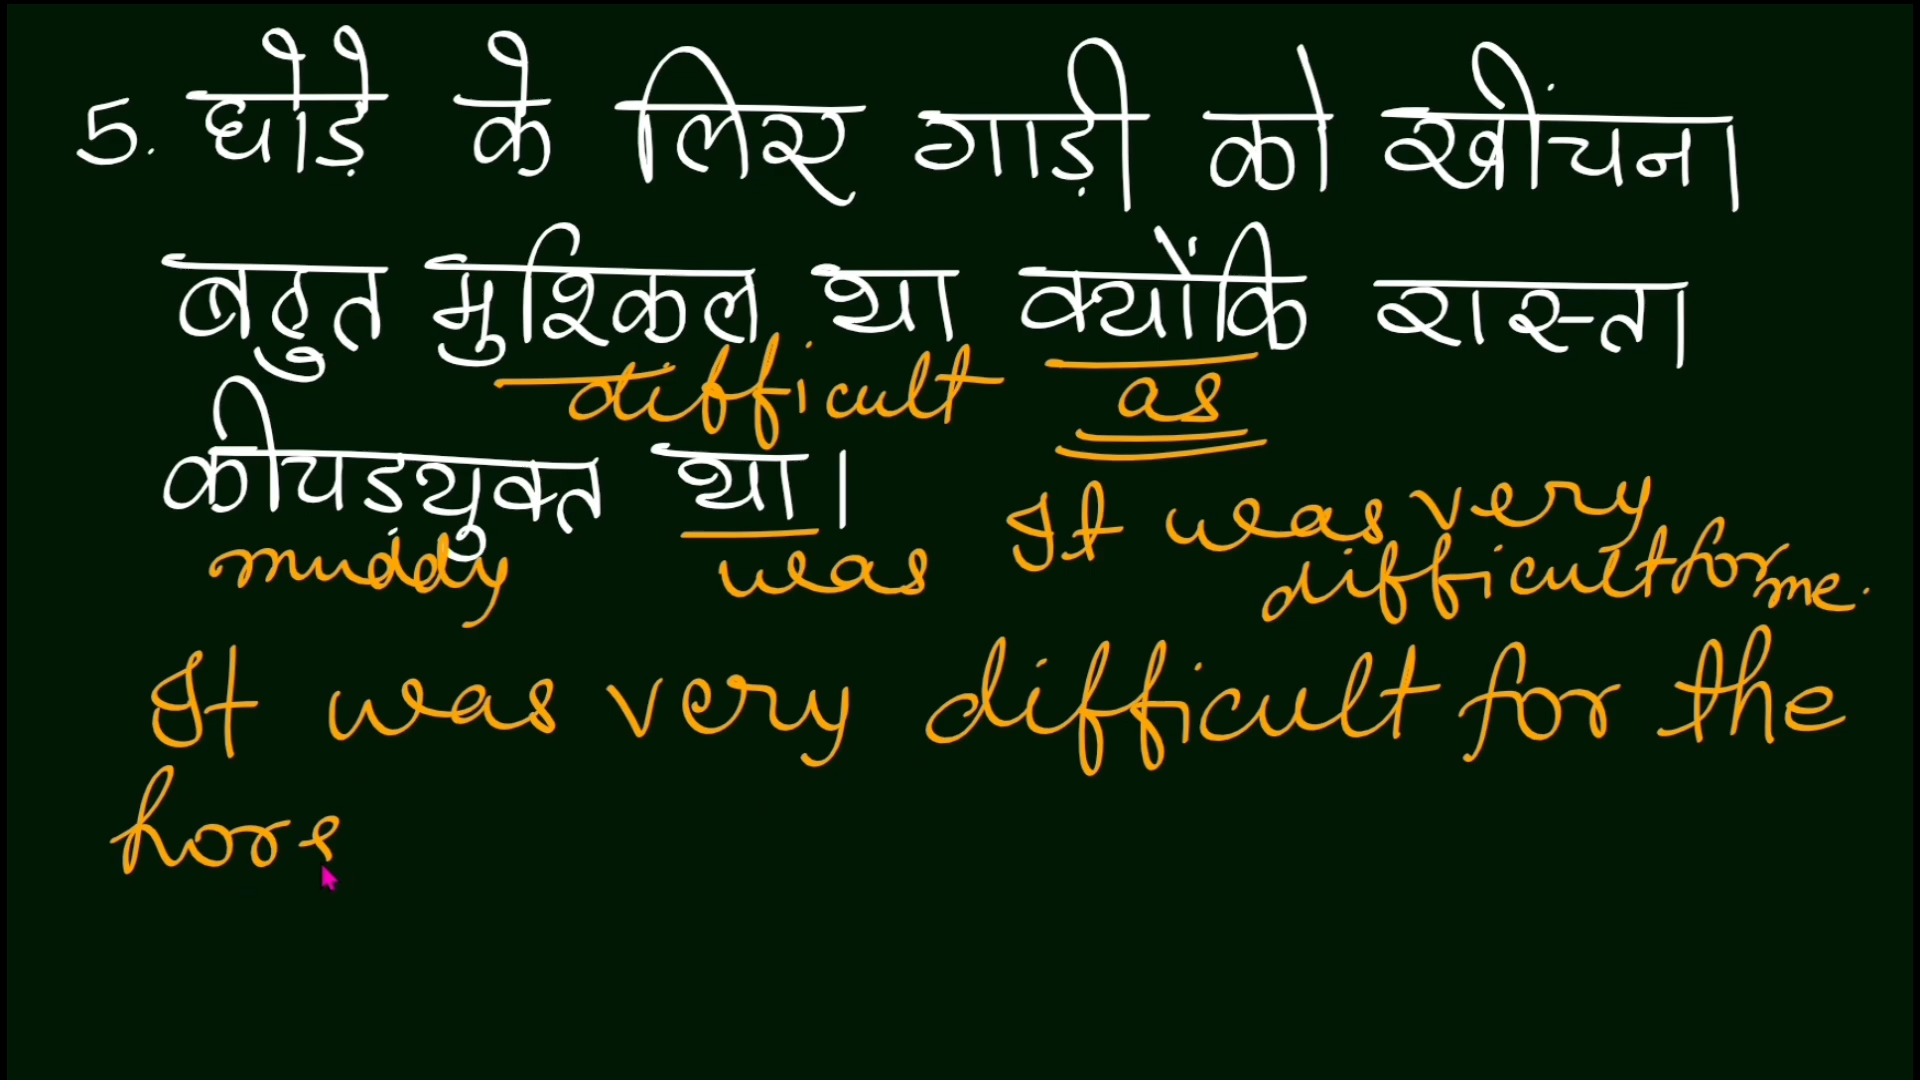 5. घोड़े के लिए गाड़ी को खींचना
बहुत मुश्किल था क्योंकि रास्ता
difficult as
कीचड़युक्त था।
It was very
difficult for me.
muddy was
It was very difficult for the
hors